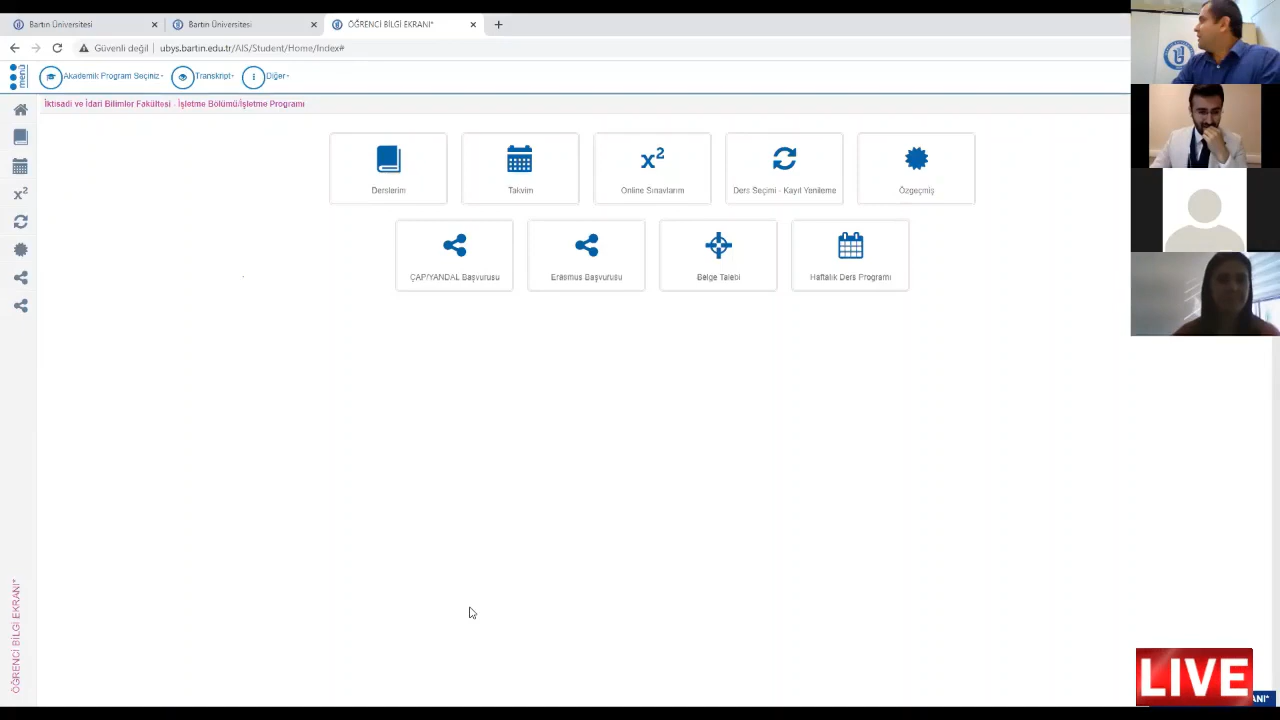 Bartın Üniversitesi
Bartın Üniversitesi
ÖĞRENCİ BİLGİ EKRANI*
Güvenli değil
ubys.bartin.edu.tr/AIS/Student/Home/Index#
menü
Akademik Program Seçiniz
Transkript
Diğer
İktisadi ve İdari Bilimler Fakültesi - İşletme Bölümü/İşletme Programı
Derslerim
Takvim
x² Online Sınavlarım
Ders Seçimi - Kayıt Yenileme
Özgeçmiş
ÇAP/YANDAL Başvurusu
Erasmus Başvurusu
Belge Talebi
Haftalık Ders Programı
x²
ÖĞRENCİ BİLGİ EKRANI*
LIVE
ANI*